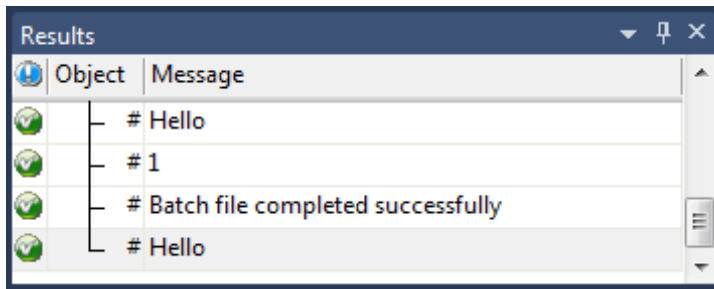 Results
Object Message
# Hello
# 1
# Batch file completed successfully
# Hello